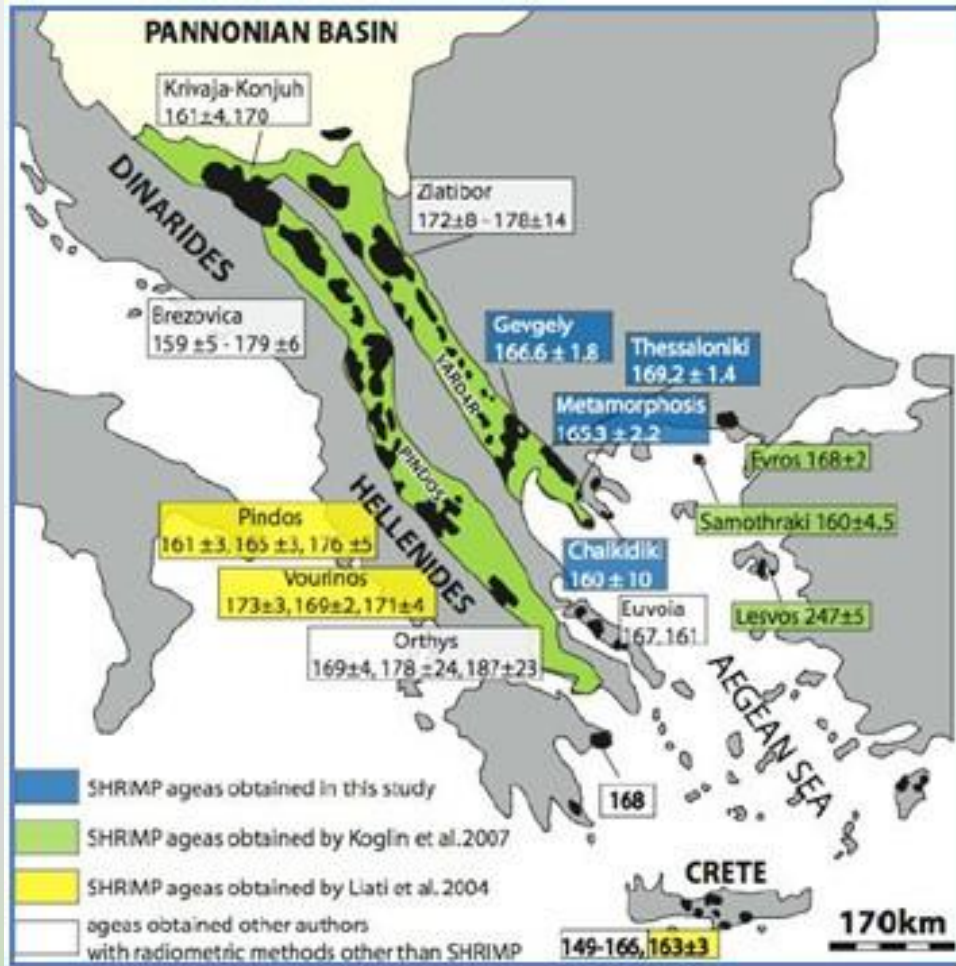 PANNONIAN BASIN
Krivaja-Konjuh
161±4, 170
DINARIDES
Zlatibor
172±8 - 178±14
Brezovica
159 ±5 - 179 ±6
Gevgely
166.6 ± 1.8
Thessaloniki
169.2 ± 1.4
Metamorphosis
165.3 ± 2.2
VARDAR
PINDOS
HELLENIDES
Evros 168±2
Samothraki 160±4.5
Pindos
161 ±3, 165 ±3, 176 ±5
Vourinos
173±3, 169±2, 171±4
Orthys
169±4, 178 ±24, 187±23
Chalkidik
160 ± 10
Euvoia
167, 161
Lesvos 247±5
AEGEAN SEA
168
SHRIMP ageas obtained in this study
SHRIMP ageas obtained by Koglin et al.2007
SHRIMP ageas obtained by Liati et al. 2004
ageas obtained other authors
with radiometric methods other than SHRIMP
CRETE
149-166, 163±3
170km